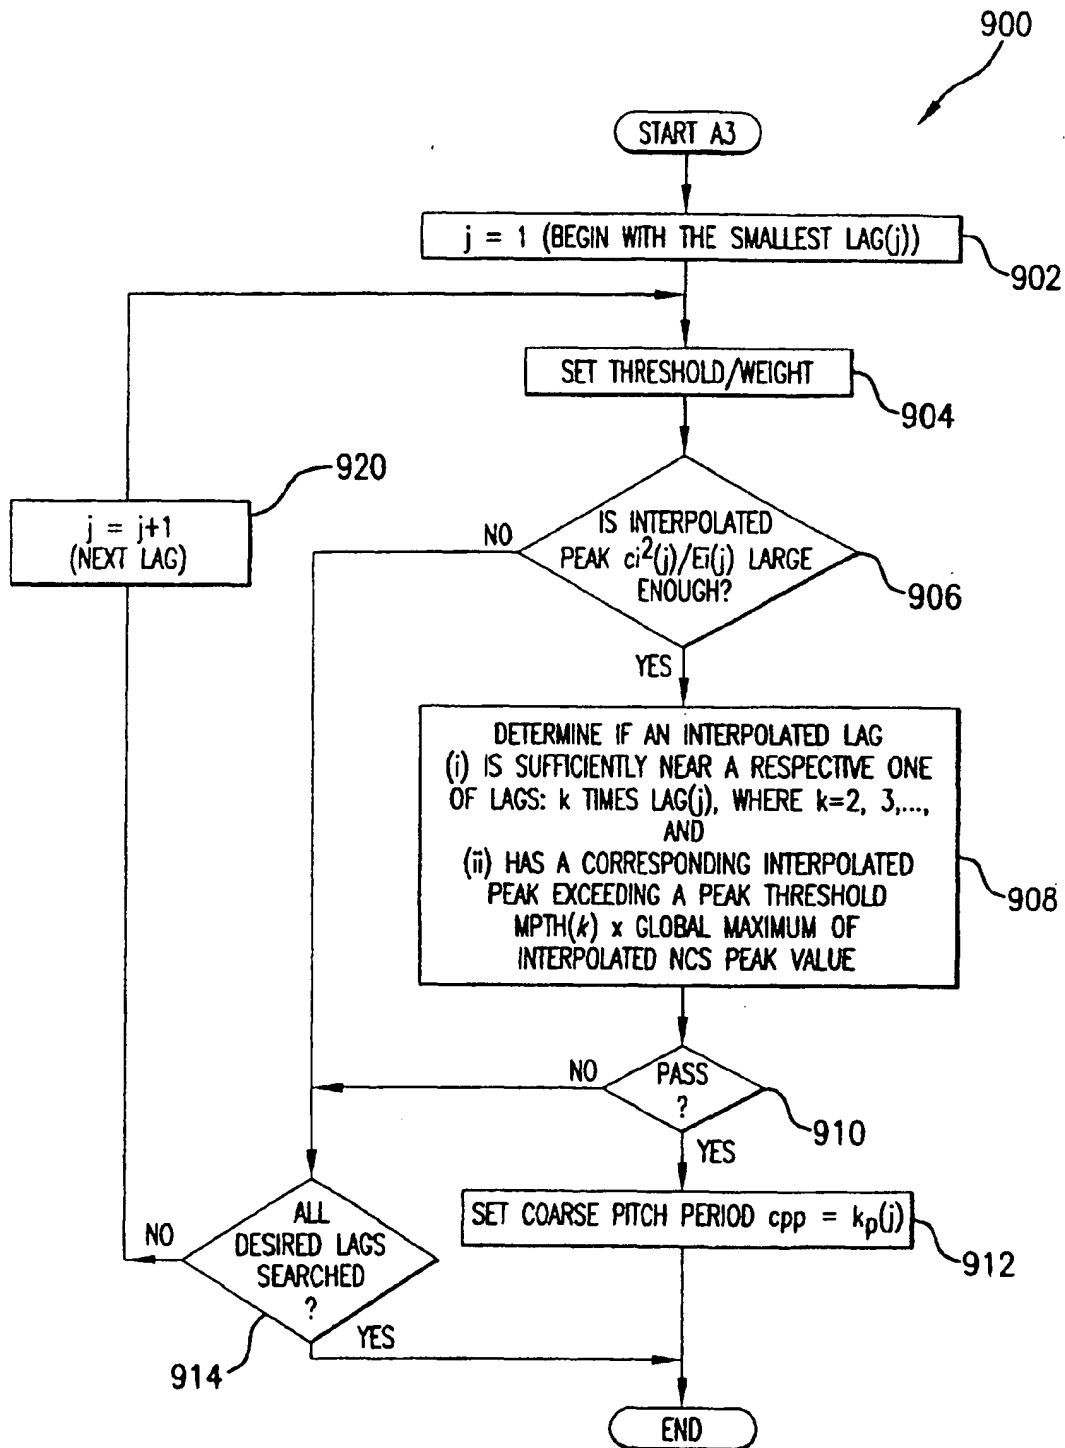 900
START A3
j = 1 (BEGIN WITH THE SMALLEST LAG(j))
902
SET THRESHOLD/WEIGHT
904
920
j = j+1
(NEXT LAG)
NO
IS INTERPOLATED
PEAK ci²(j)/Ei(j) LARGE
ENOUGH?
906
YES
DETERMINE IF AN INTERPOLATED LAG
(i) IS SUFFICIENTLY NEAR A RESPECTIVE ONE
OF LAGS: k TIMES LAG(j), WHERE k=2, 3,...,
AND
(ii) HAS A CORRESPONDING INTERPOLATED
PEAK EXCEEDING A PEAK THRESHOLD
MPTH(k) x GLOBAL MAXIMUM OF
INTERPOLATED NCS PEAK VALUE
908
NO
PASS
?
910
YES
NO
ALL
DESIRED LAGS
SEARCHED
?
SET COARSE PITCH PERIOD cpp = kp(j)
912
914
YES
END